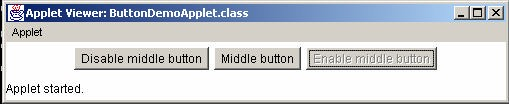 Applet Viewer: ButtonDemoApplet.class
Applet
Disable middle button Middle button Enable middle button
Applet started.